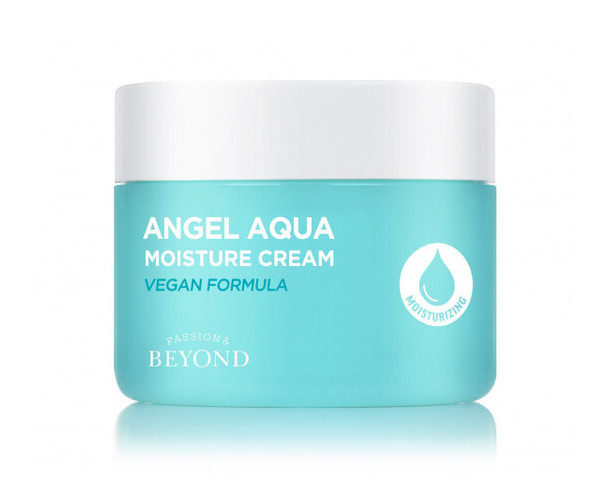 ANGEL AQUA
MOISTURE CREAM
VEGAN FORMULA
MOISTURIZING
PASSION &
BEYOND